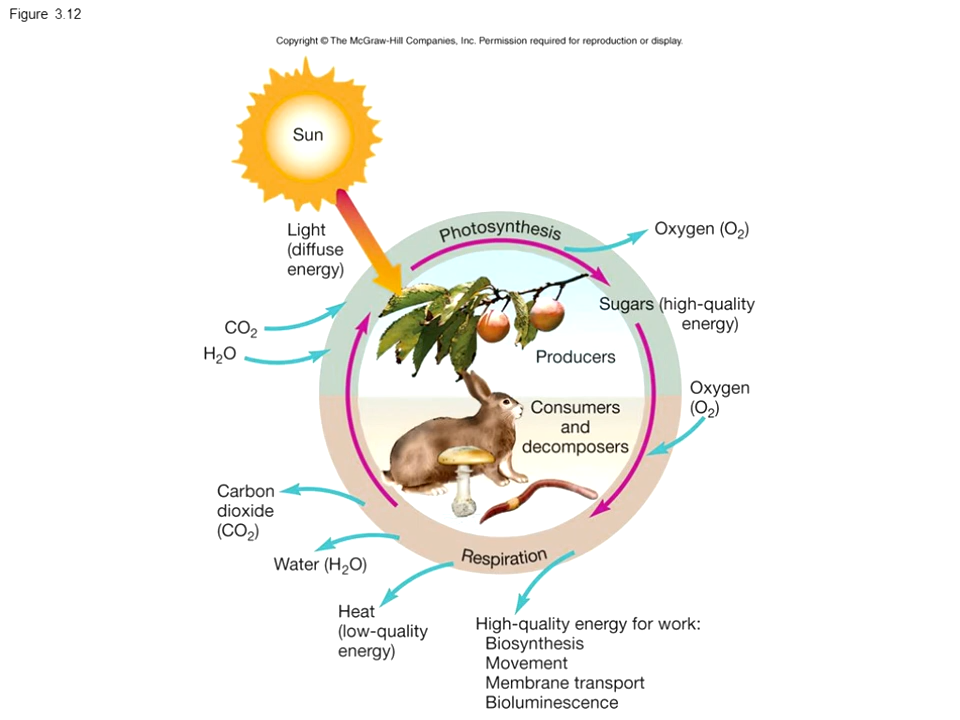 Figure 3.12
Copyright © The McGraw-Hill Companies, Inc. Permission required for reproduction or display.
Sun
Light
(diffuse
energy)
Photosynthesis
Oxygen (O₂)
Sugars (high-quality
energy)
CO₂
H₂O
Producers
Oxygen
(O₂)
Consumers
and
decomposers
Carbon
dioxide
(CO₂)
Water (H₂O)
Respiration
Heat
(low-quality
energy)
High-quality energy for work:
Biosynthesis
Movement
Membrane transport
Bioluminescence